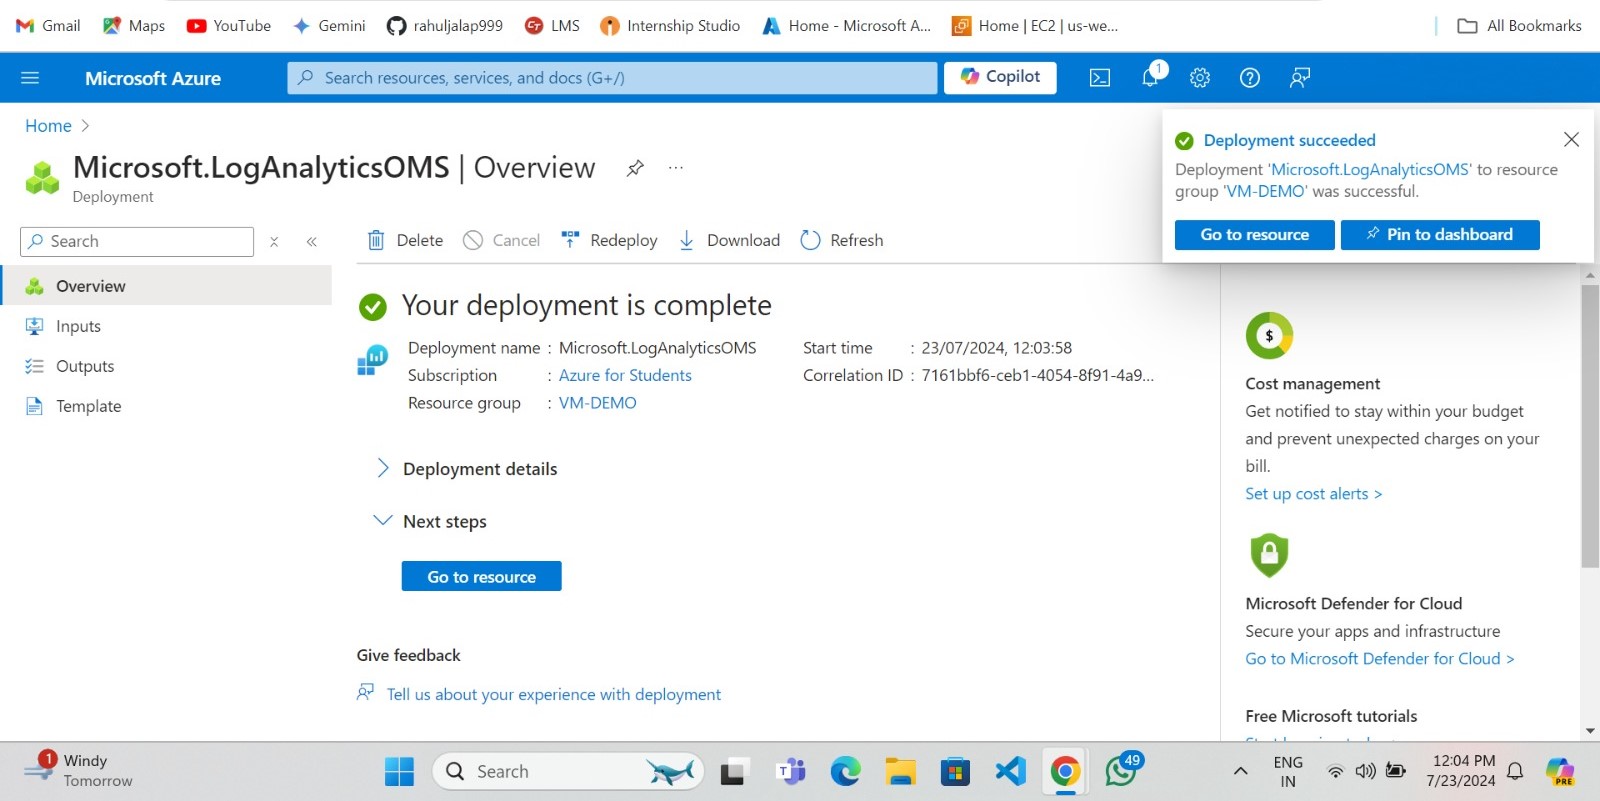 Gmail Maps YouTube Gemini rahuljalap999 LMS Internship Studio Home - Microsoft A... Home | EC2 | us-we... All Bookmarks
Microsoft Azure Search resources, services, and docs (G+/) Copilot 1
Home >
Microsoft.LogAnalyticsOMS | Overview ...
Deployment
Deployment succeeded
Deployment 'Microsoft.LogAnalyticsOMS' to resource
group 'VM-DEMO' was successful.
Go to resource Pin to dashboard
Search
Delete Cancel Redeploy Download Refresh
Overview
Inputs
Outputs
Template
Your deployment is complete
Deployment name : Microsoft.LogAnalyticsOMS
Subscription : Azure for Students
Resource group : VM-DEMO
Start time : 23/07/2024, 12:03:58
Correlation ID : 7161bbf6-ceb1-4054-8f91-4a9...
Deployment details
Next steps
Go to resource
Give feedback
Tell us about your experience with deployment
$
Cost management
Get notified to stay within your budget
and prevent unexpected charges on your
bill.
Set up cost alerts >
Microsoft Defender for Cloud
Secure your apps and infrastructure
Go to Microsoft Defender for Cloud >
Free Microsoft tutorials
1
Windy
Tomorrow
Search
49
ENG
IN
12:04 PM
7/23/2024
PRE